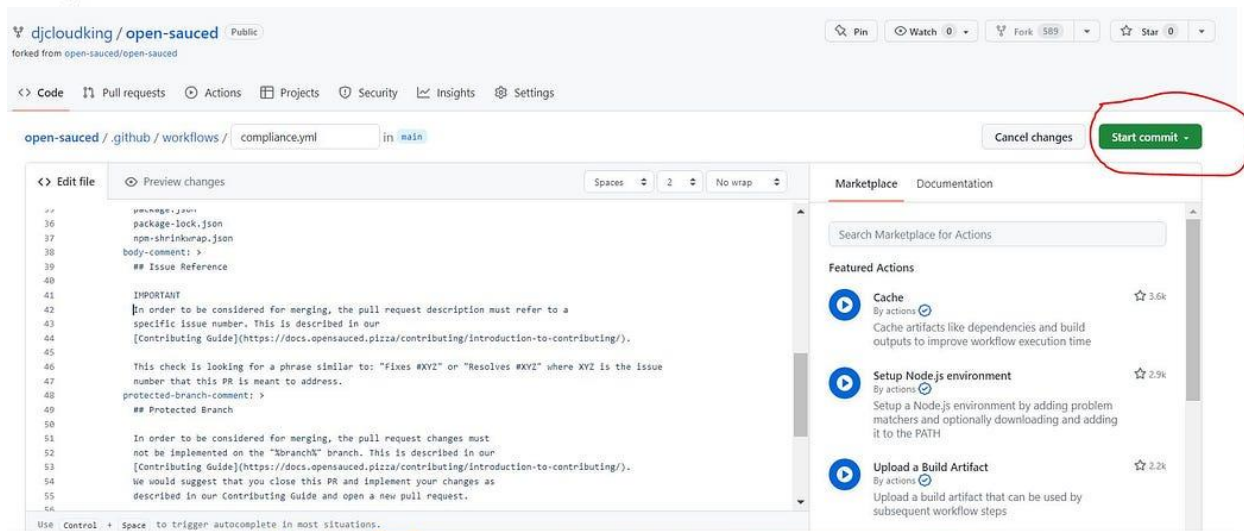 djcloudking / open-sauced Public
Pin Watch 0 Fork 589 Star 0
forked from open-sauced/open-sauced
<> Code Pull requests Actions Projects Security Insights Settings
open-sauced / .github / workflows / compliance.yml in main
Cancel changes Start commit
<> Edit file Preview changes Spaces 2 No wrap
Marketplace Documentation
35 package.json
36 package-lock.json
37 npm-shrinkwrap.json
38 body-comment: >
39 ## Issue Reference
40
41 IMPORTANT
42 In order to be considered for merging, the pull request description must refer to a
43 specific issue number. This is described in our
44 [Contributing Guide](https://docs.opensauced.pizza/contributing/introduction-to-contributing/).
45
46 This check is looking for a phrase similar to: "Fixes #XYZ" or "Resolves #XYZ" where XYZ is the issue
47 number that this PR is meant to address.
48 protected-branch-comment: >
49 ## Protected Branch
50
51 In order to be considered for merging, the pull request changes must
52 not be implemented on the "%branch%" branch. This is described in our
53 [Contributing Guide](https://docs.opensauced.pizza/contributing/introduction-to-contributing/).
54 We would suggest that you close this PR and implement your changes as
55 described in our Contributing Guide and open a new pull request.
56
Use Control + Space to trigger autocomplete in most situations.
Search Marketplace for Actions
Featured Actions
Cache 3.6k
By actions
Cache artifacts like dependencies and build
outputs to improve workflow execution time
Setup Node.js environment 2.9k
By actions
Setup a Node.js environment by adding problem
matchers and optionally downloading and adding
it to the PATH
Upload a Build Artifact 2.2k
By actions
Upload a build artifact that can be used by
subsequent workflow steps